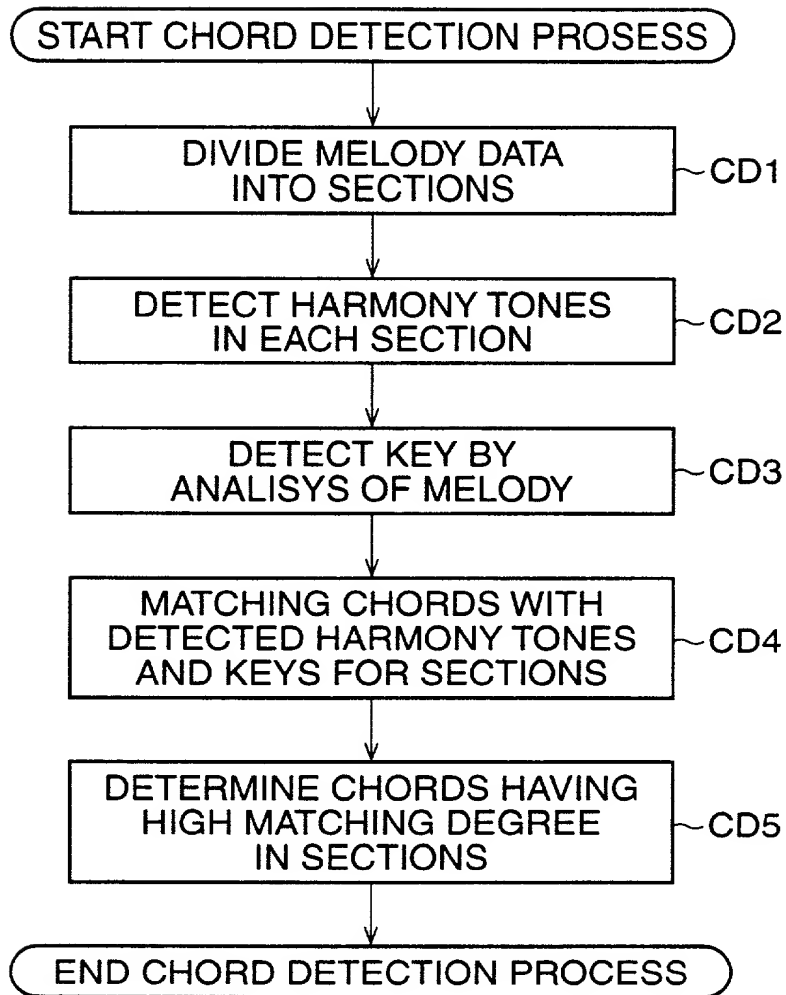 START CHORD DETECTION PROSESS
DIVIDE MELODY DATA
INTO SECTIONS
CD1
DETECT HARMONY TONES
IN EACH SECTION
CD2
DETECT KEY BY
ANALISYS OF MELODY
CD3
MATCHING CHORDS WITH
DETECTED HARMONY TONES
AND KEYS FOR SECTIONS
CD4
DETERMINE CHORDS HAVING
HIGH MATCHING DEGREE
IN SECTIONS
CD5
END CHORD DETECTION PROCESS